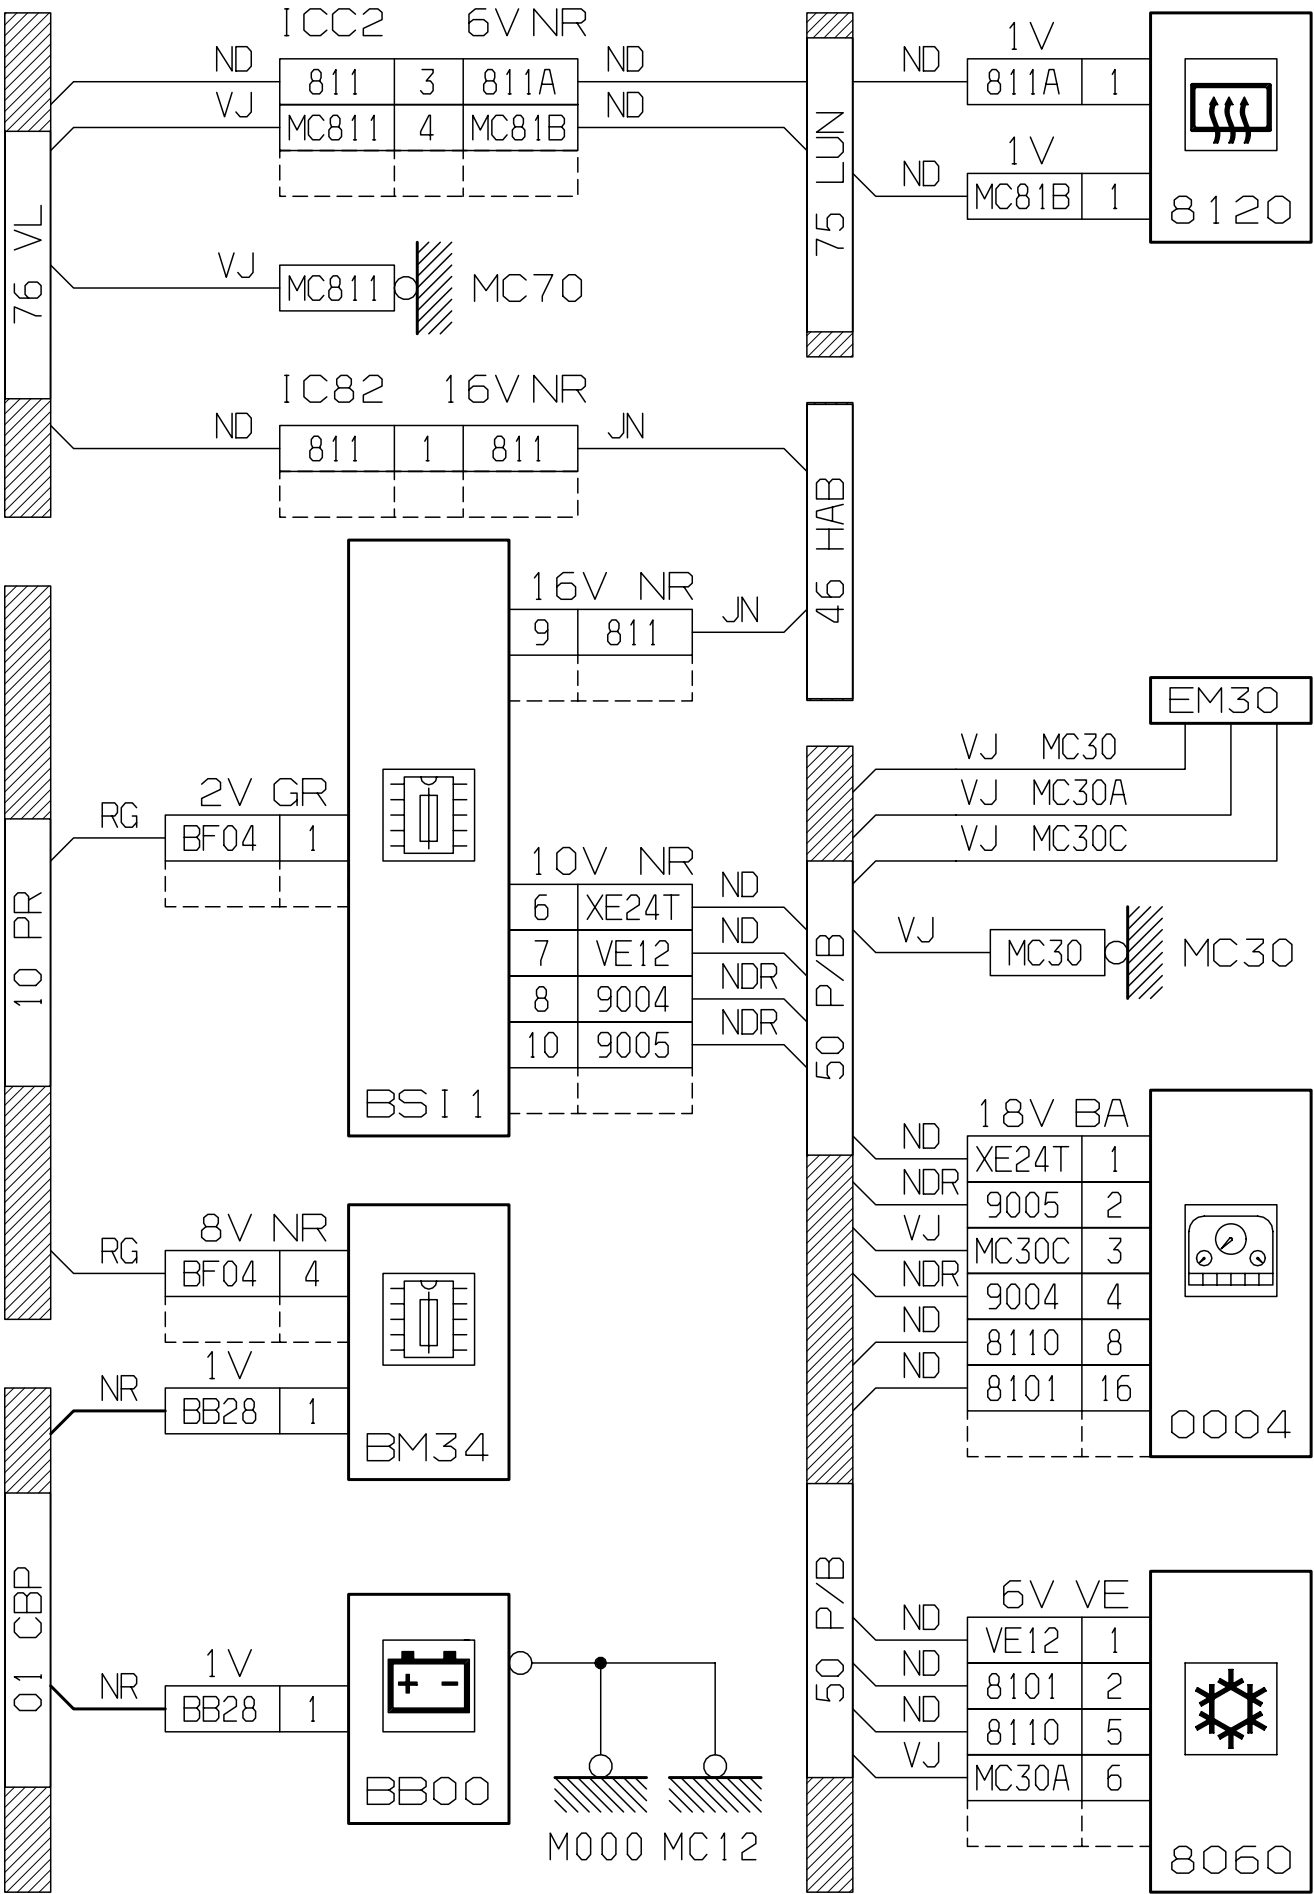 ICC2 6V NR
ND 811 3 811A ND
VJ MC811 4 MC81B ND
76 VL
VJ MC811 MC70
IC82 16V NR
ND 811 1 811 JN
75 LUN
1V
ND 811A 1
1V
ND MC81B 1
8120
46 HAB
16V NR
9 811 JN
10 PR
2V GR
RG BF04 1
10V NR
6 XE24T ND
7 VE12 ND
8 9004 NDR
10 9005 NDR
BSI1
EM30
VJ MC30
VJ MC30A
VJ MC30C
50 P/B
VJ MC30 MC30
18V BA
ND XE24T 1
NDR 9005 2
VJ MC30C 3
NDR 9004 4
ND 8110 8
ND 8101 16
0004
8V NR
RG BF04 4
1V
NR BB28 1
BM34
01 CBP
1V
NR BB28 1
+ -
BB00
M000 MC12
50 P/B
6V VE
ND VE12 1
ND 8101 2
ND 8110 5
VJ MC30A 6
8060